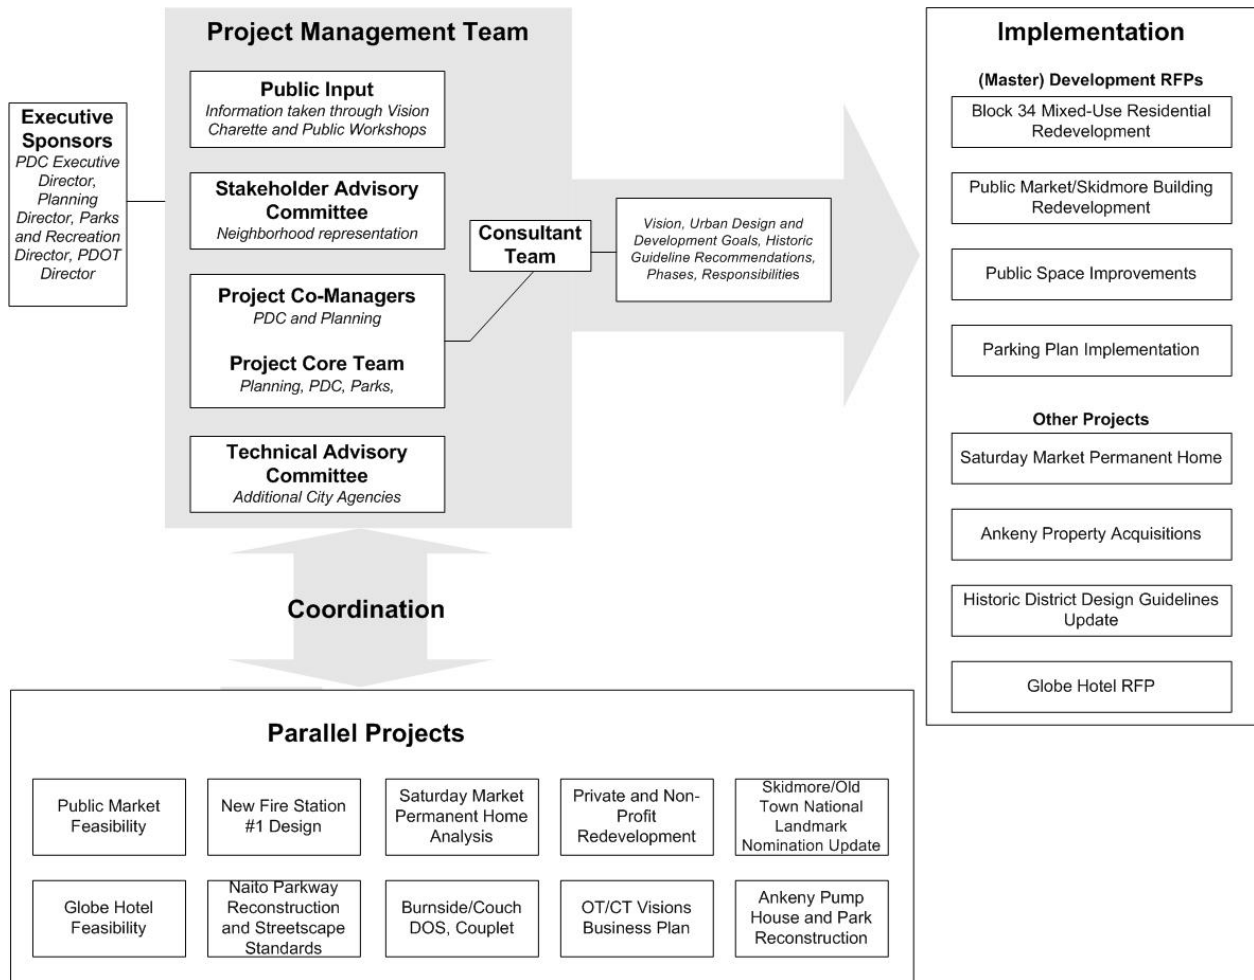 Project Management Team
Public Input
Information taken through Vision
Charette and Public Workshops
Executive
Sponsors
PDC Executive
Director,
Planning
Director, Parks
and Recreation
Director, PDOT
Director
Stakeholder Advisory
Committee
Neighborhood representation
Project Co-Managers
PDC and Planning
Project Core Team
Planning, PDC, Parks,
Technical Advisory
Committee
Additional City Agencies
Consultant
Team
Vision, Urban Design and
Development Goals, Historic
Guideline Recommendations,
Phases, Responsibilities
Implementation
(Master) Development RFPs
Block 34 Mixed-Use Residential
Redevelopment
Public Market/Skidmore Building
Redevelopment
Public Space Improvements
Parking Plan Implementation
Other Projects
Saturday Market Permanent Home
Ankeny Property Acquisitions
Historic District Design Guidelines
Update
Globe Hotel RFP
Coordination
Parallel Projects
Public Market
Feasibility
New Fire Station
#1 Design
Saturday Market
Permanent Home
Analysis
Private and Non-
Profit
Redevelopment
Skidmore/Old
Town National
Landmark
Nomination Update
Globe Hotel
Feasibility
Naito Parkway
Reconstruction
and Streetscape
Standards
Burnside/Couch
DOS, Couplet
OT/CT Visions
Business Plan
Ankeny Pump
House and Park
Reconstruction